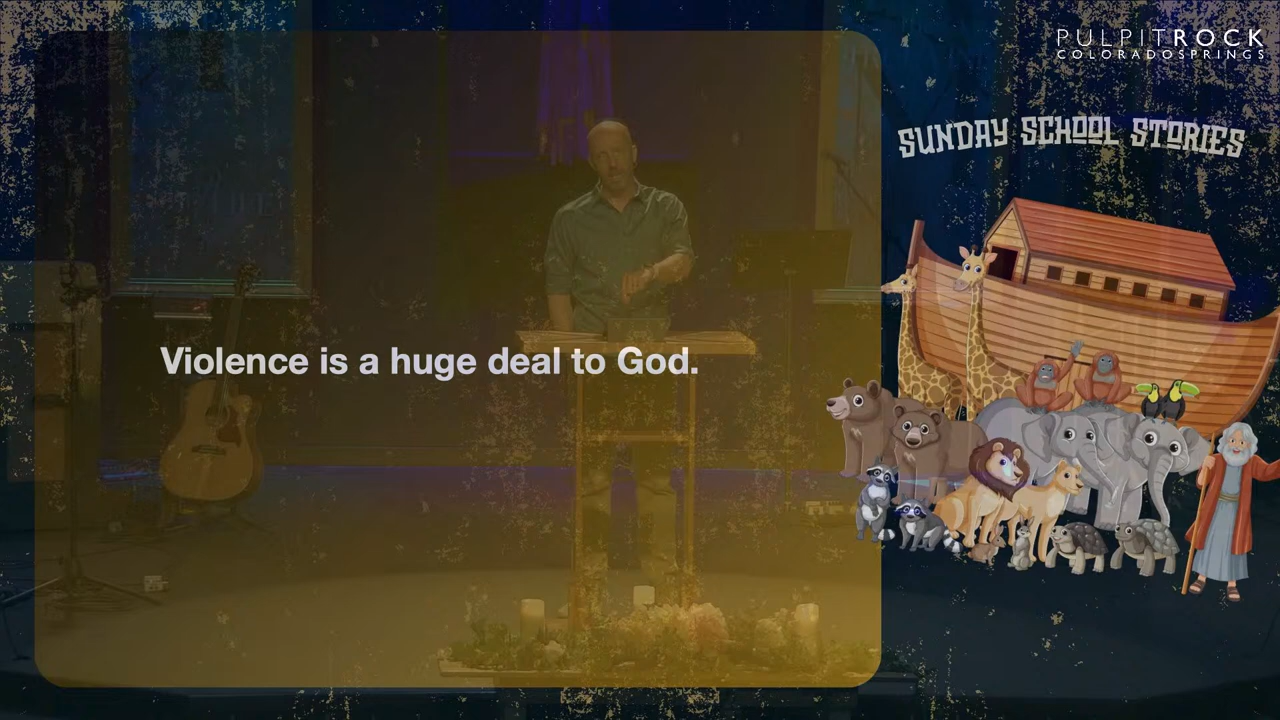 PULPITROCK
COLORADOSPRINGS
SUNDAY SCHOOL STORIES
Violence is a huge deal to God.